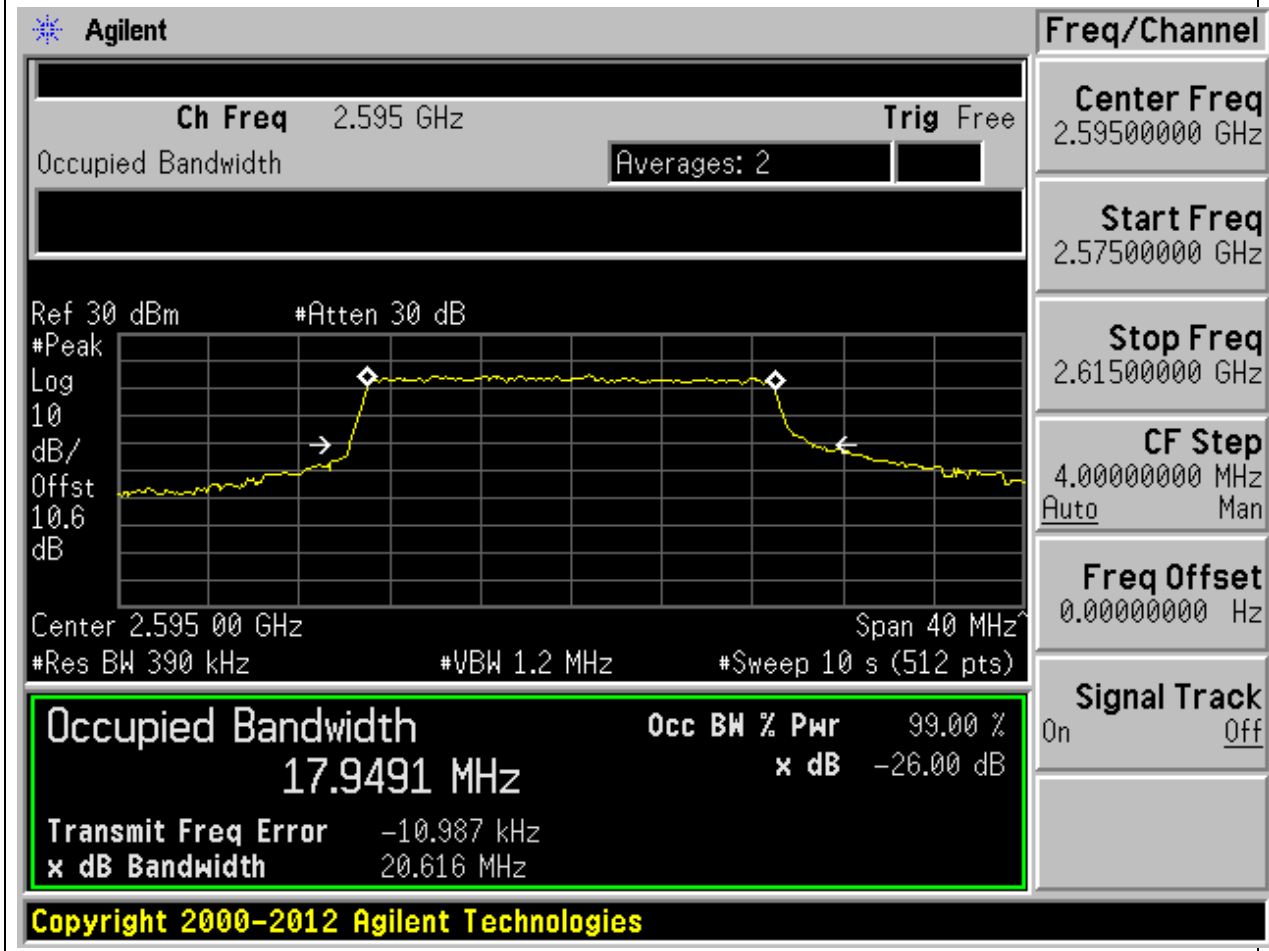 Agilent
Freq/Channel
Ch Freq 2.595 GHz Trig Free
Occupied Bandwidth Averages: 2
Ref 30 dBm #Atten 30 dB
#Peak
Log
10
dB/
Offst
10.6
dB
Center 2.595 00 GHz Span 40 MHz^
#Res BW 390 kHz #VBW 1.2 MHz #Sweep 10 s (512 pts)
Occupied Bandwidth
17.9491 MHz
Occ BW % Pwr 99.00 %
x dB -26.00 dB
Transmit Freq Error -10.987 kHz
x dB Bandwidth 20.616 MHz
Copyright 2000-2012 Agilent Technologies
Center Freq
2.59500000 GHz
Start Freq
2.57500000 GHz
Stop Freq
2.61500000 GHz
CF Step
4.00000000 MHz
Auto Man
Freq Offset
0.00000000 Hz
Signal Track
On Off